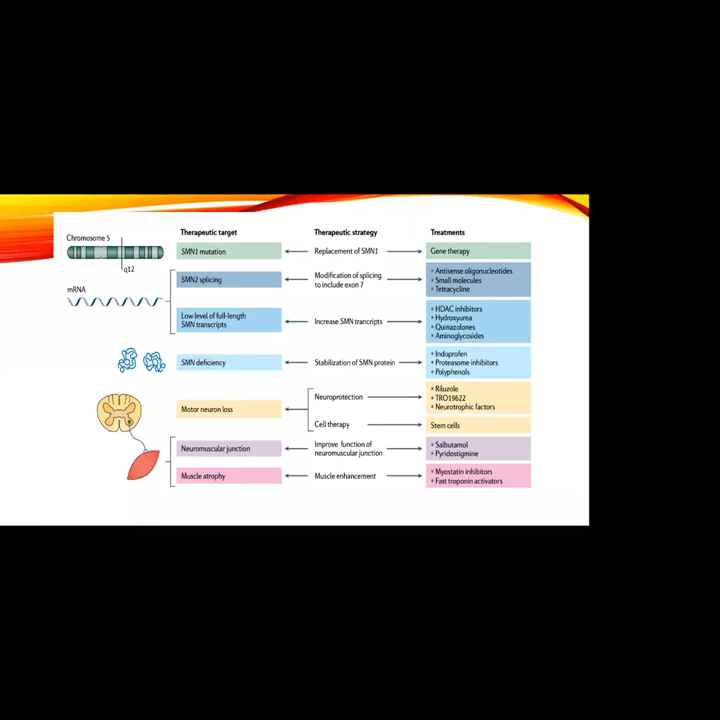 Therapeutic target
Therapeutic strategy
Treatments
Chromosome 5
q12
SMN1 mutation
Replacement of SMN1
Gene therapy
mRNA
SMN2 splicing
Modification of splicing
to include exon 7
• Antisense oligonucleotides
• Small molecules
• Tetracycline
Low level of full-length
SMN transcripts
Increase SMN trancripts
• HDAC inhibitors
• Hydroxyurea
• Quinazolones
• Aminoglycosides
SMN deficiency
Stabilization of SMN protein
• Indoprofen
• Proteasome inhibitors
• Polyphenols
Motor neuron loss
Neuroprotection
• Riluzole
• TRO19622
• Neurotrophic factors
Cell therapy
Stem cells
Neuromuscular junction
Improve function of
neuromuscular junction
• Salbutamol
• Pyridostigmine
Muscle atrophy
Muscle enhancement
• Myostatin inhibitors
• Fast troponin activators